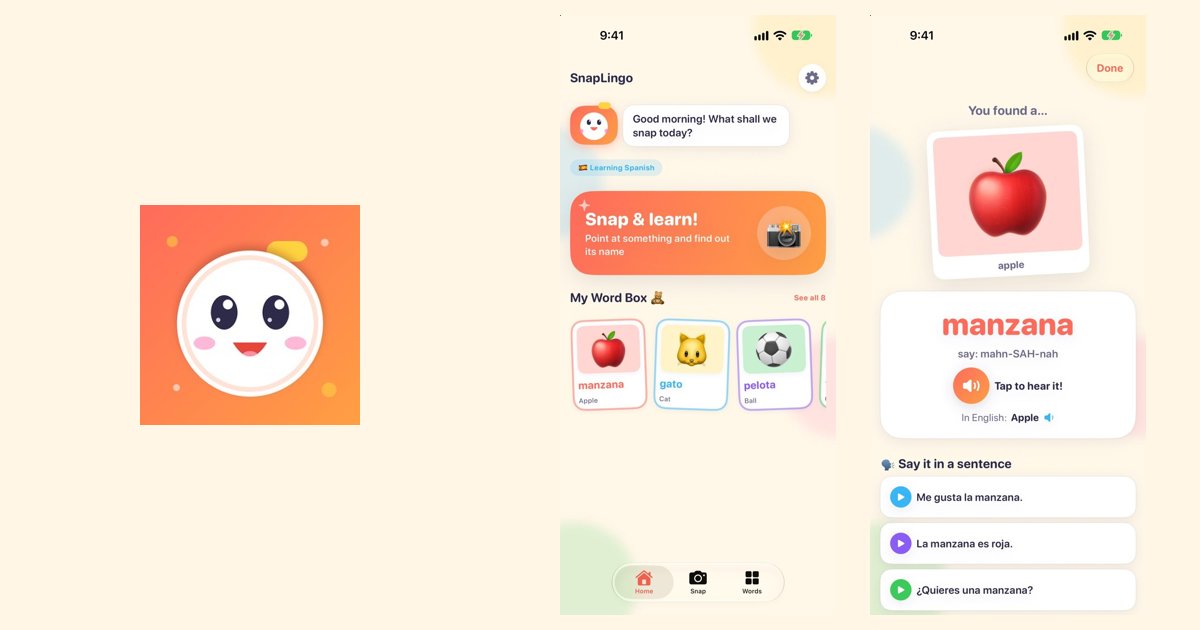 9:41
SnapLingo
Good morning! What shall we
snap today?
Learning Spanish
Snap & learn!
Point at something and find out
its name
My Word Box
See all 8
manzana
Apple
gato
Cat
pelota
Ball
Home
Snap
Words
9:41
Done
You found a...
apple
manzana
say: mahn-SAH-nah
Tap to hear it!
In English: Apple
Say it in a sentence
Me gusta la manzana.
La manzana es roja.
¿Quieres una manzana?